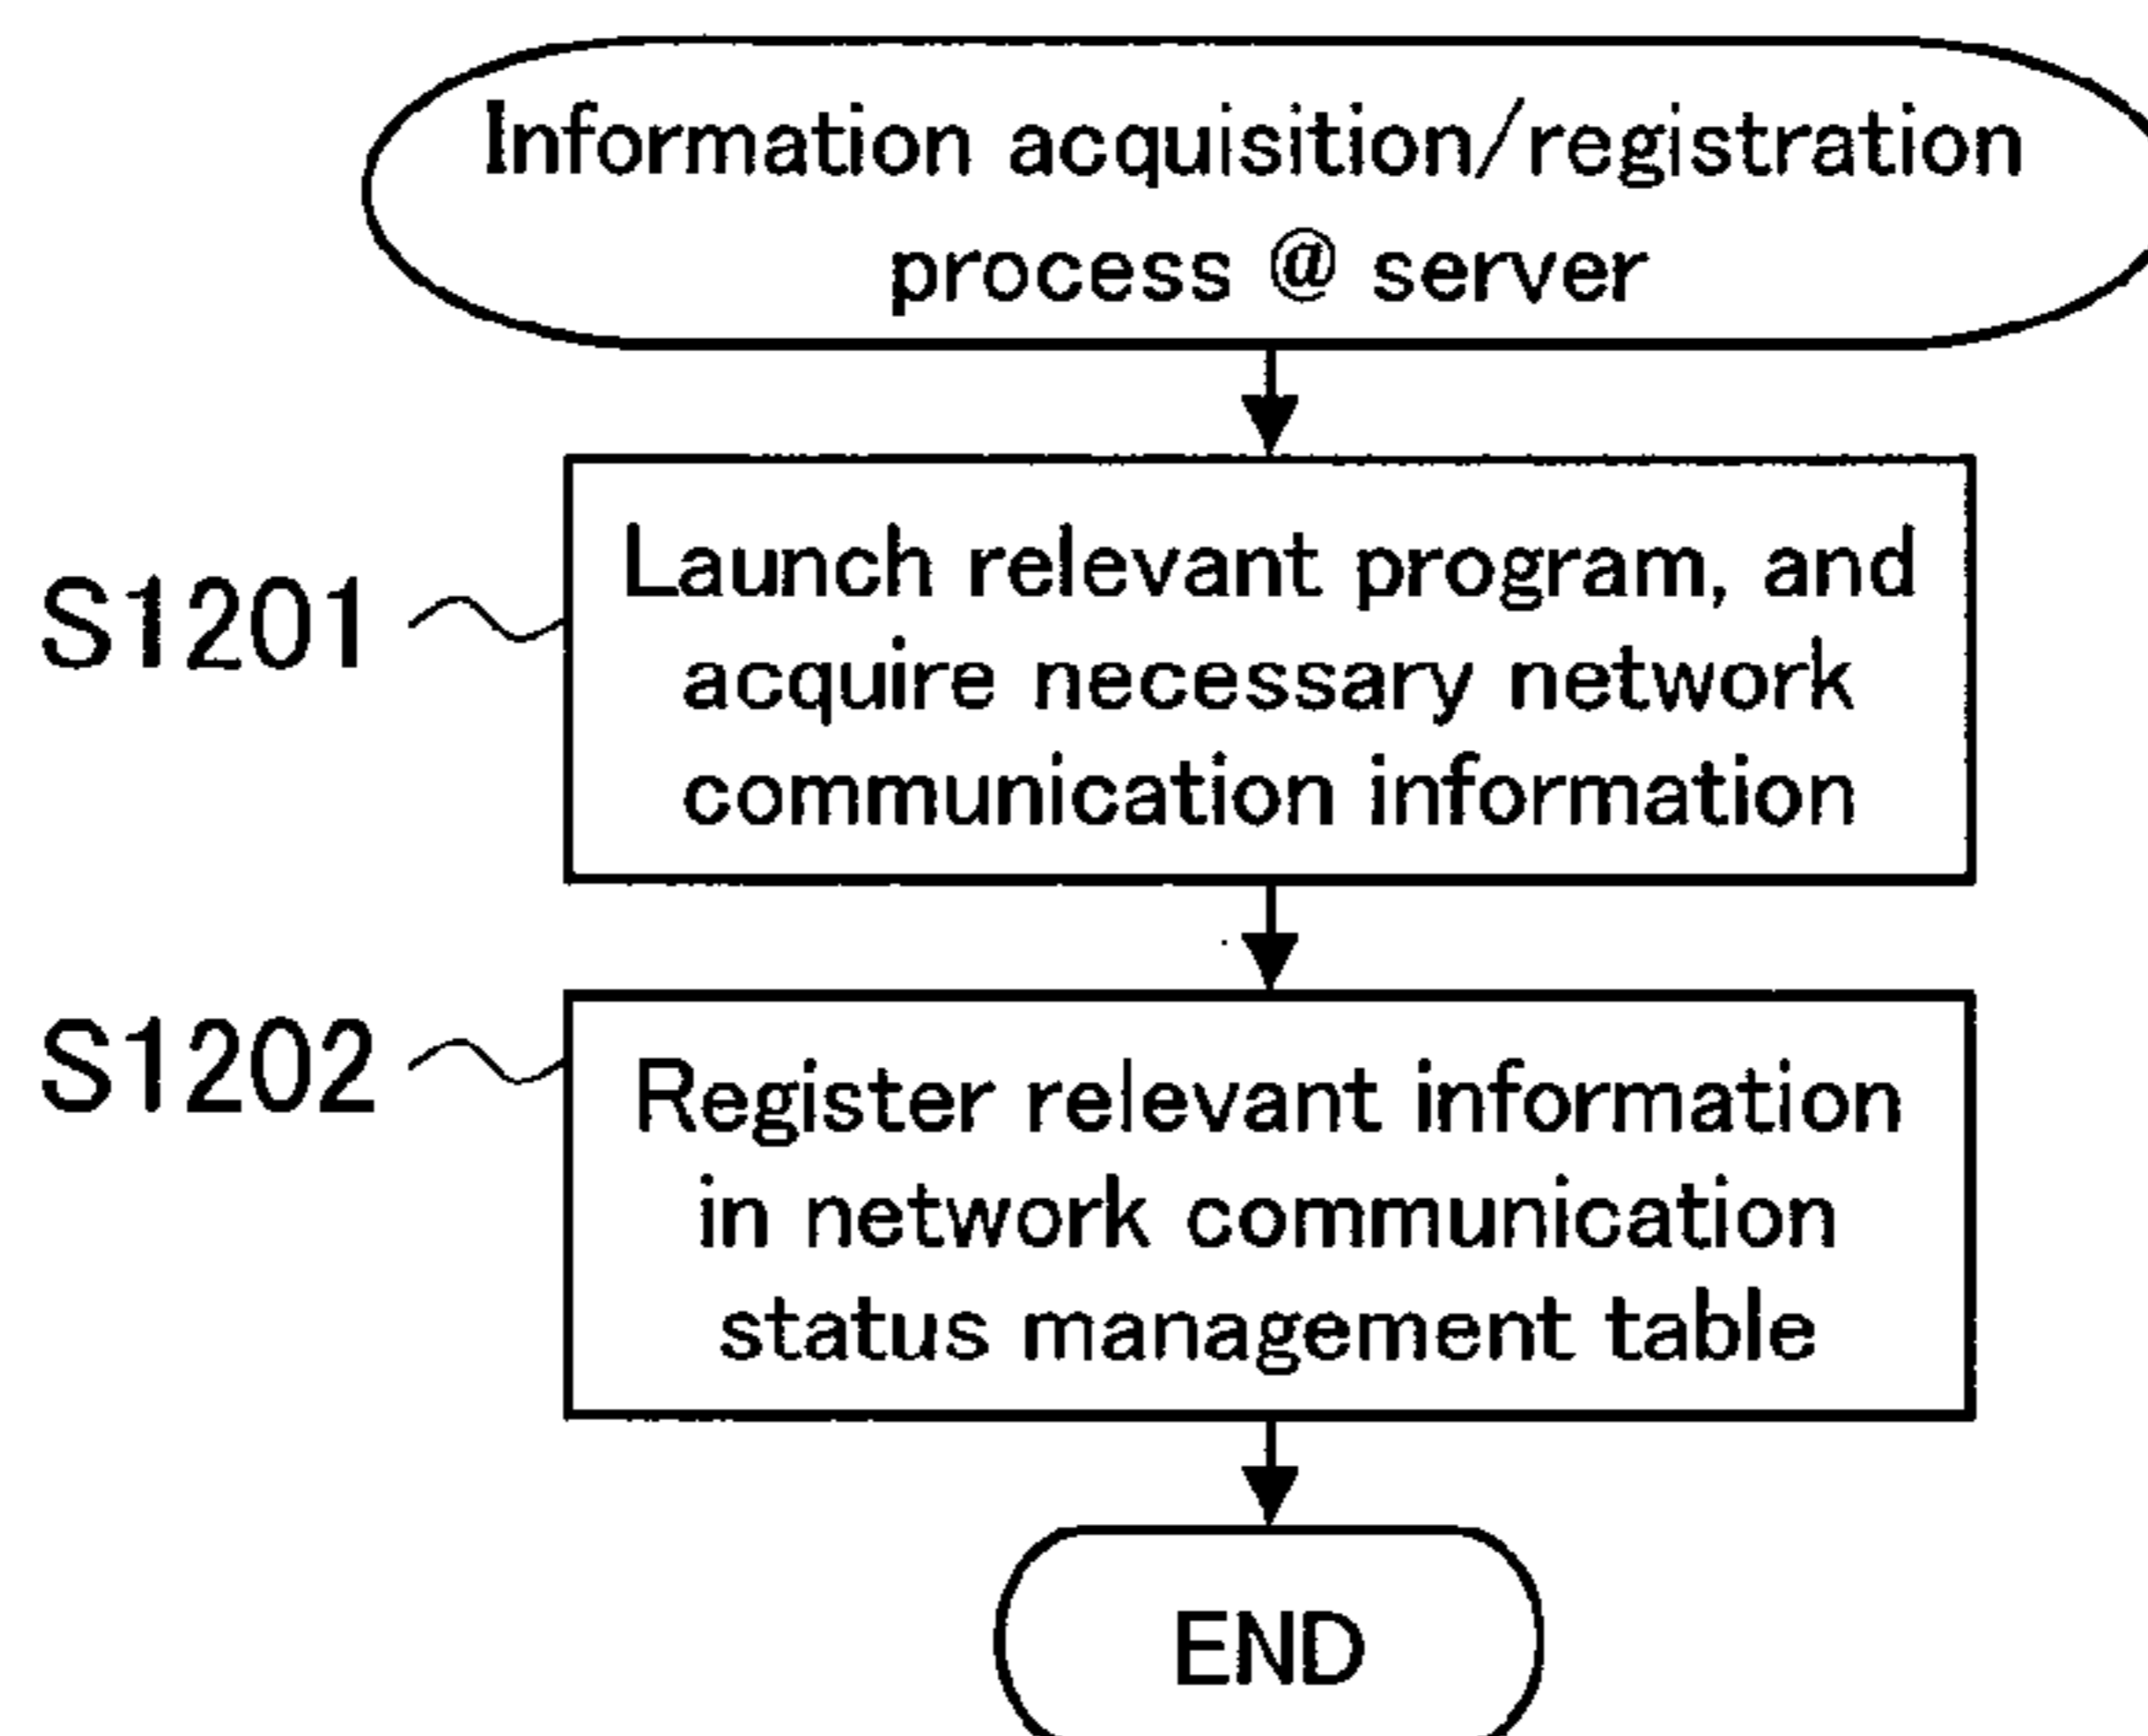 Information acquisition/registration
process @ server
S1201
Launch relevant program, and
acquire necessary network
communication information
S1202
Register relevant information
in network communication
status management table
END